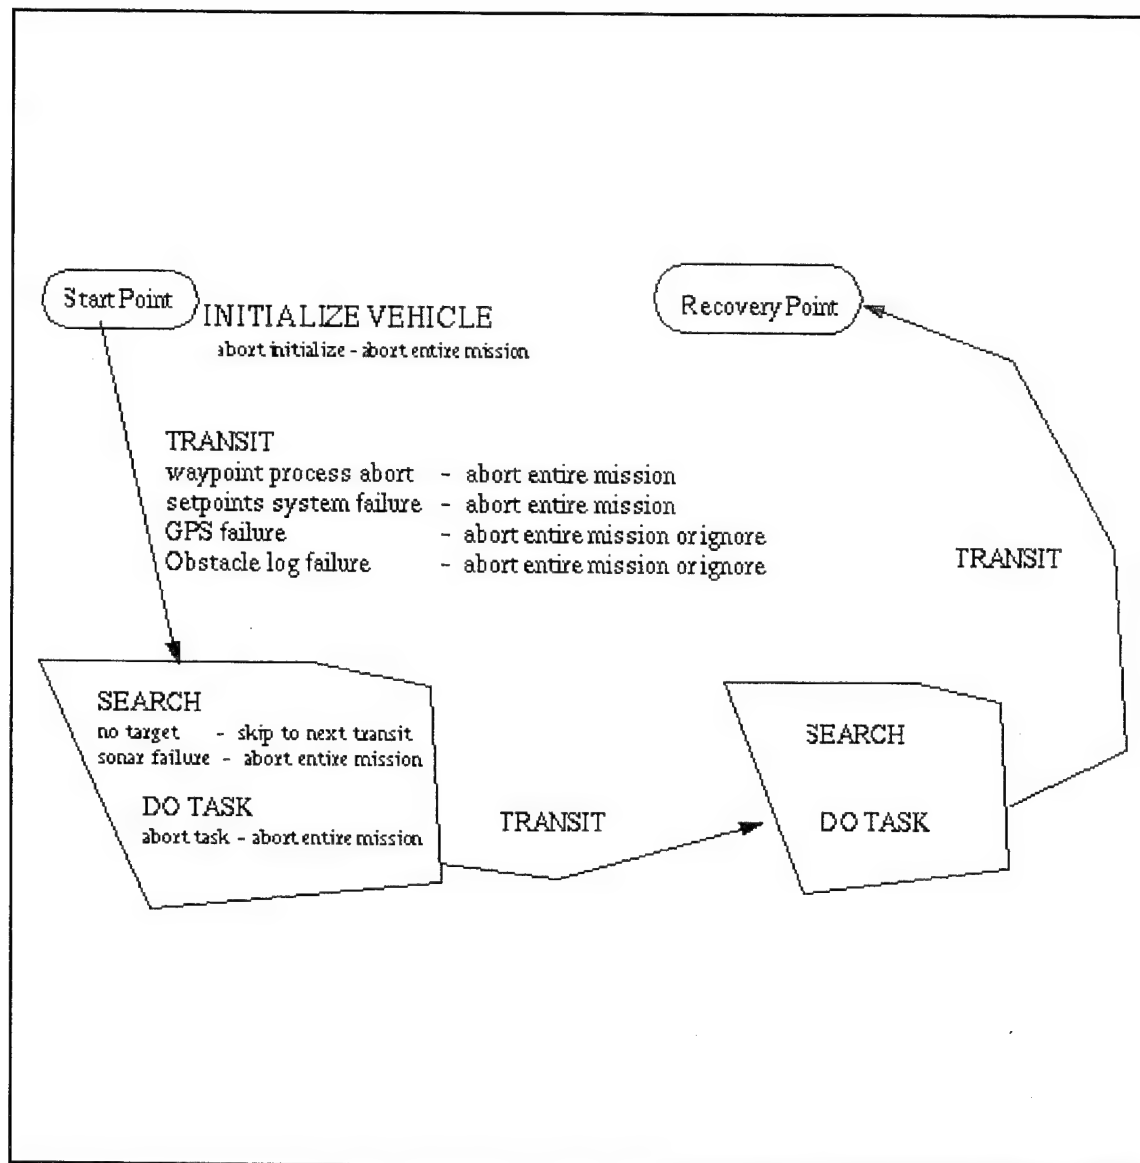 Start Point
INITIALIZE VEHICLE
abort initialize - abort entire mission
Recovery Point
TRANSIT
waypoint process abort - abort entire mission
setpoints system failure - abort entire mission
GPS failure - abort entire mission or ignore
Obstacle log failure - abort entire mission or ignore
TRANSIT
SEARCH
no target - skip to next transit
sonar failure - abort entire mission
DO TASK
abort task - abort entire mission
TRANSIT
SEARCH
DO TASK